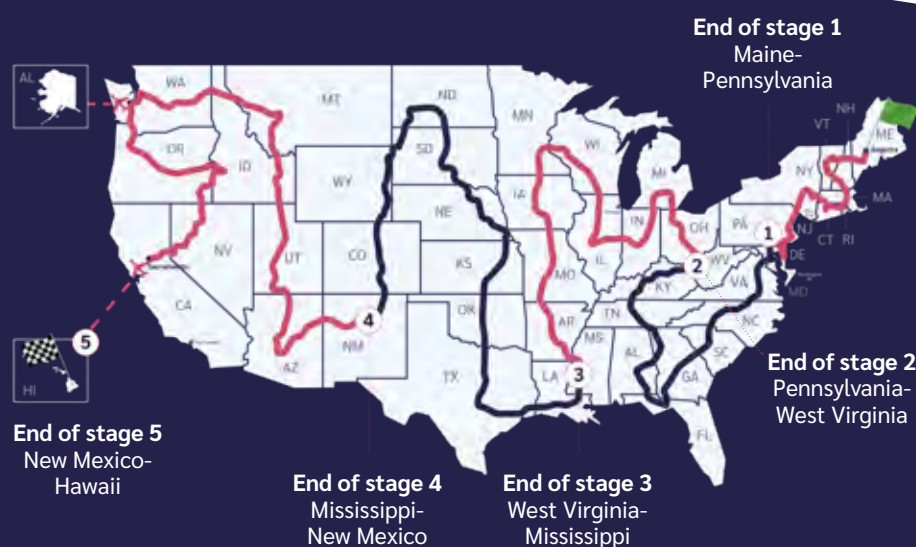 End of stage 1
Maine-
Pennsylvania
AL
WA
MT
ND
MN
NH
VT
ME
OR
ID
SD
WI
MI
NY
MA
WY
IA
PA
1
NJ
CT
RI
NE
IN
OH
2
WV
DE
MD
NV
UT
CO
KS
MO
IL
KY
VA
CA
4
OK
AR
TN
NC
5
AZ
NM
MS
AL
SC
GA
HI
TX
LA
3
FL
End of stage 2
Pennsylvania-
West Virginia
End of stage 5
New Mexico-
Hawaii
End of stage 4
Mississippi-
New Mexico
End of stage 3
West Virginia-
Mississippi